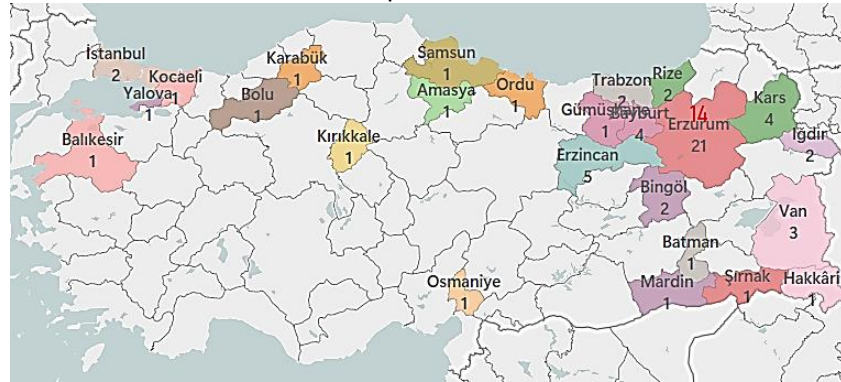 İstanbul
2
Kocaeli
1
Yalova
1
Karabük
1
Bolu
1
Balıkesir
1
Kırıkkale
1
Samsun
1
Amasya
1
Ordu
1
Trabzon
2
Rize
2
Gümüşhane
1
Bayburt
4
14
Erzurum
21
Kars
4
Iğdır
2
Erzincan
5
Bingöl
2
Van
3
Batman
1
Mardin
1
Şırnak
1
Hakkâri
1
Osmaniye
1